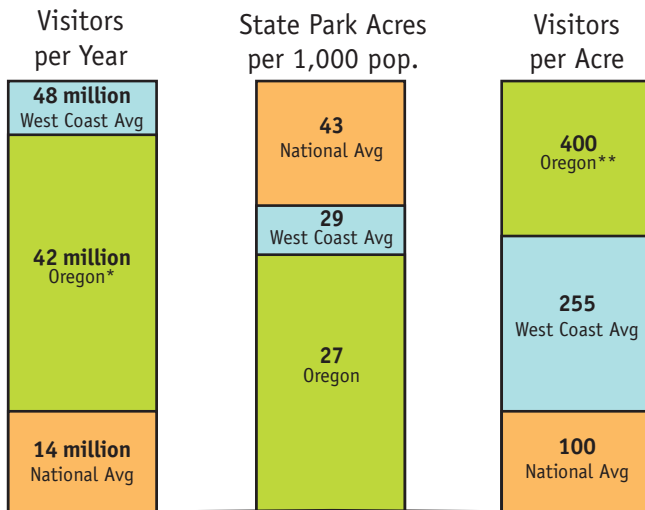 Visitors
per Year
48 million
West Coast Avg
42 million
Oregon*
14 million
National Avg
State Park Acres
per 1,000 pop.
43
National Avg
29
West Coast Avg
27
Oregon
Visitors
per Acre
400
Oregon**
255
West Coast Avg
100
National Avg